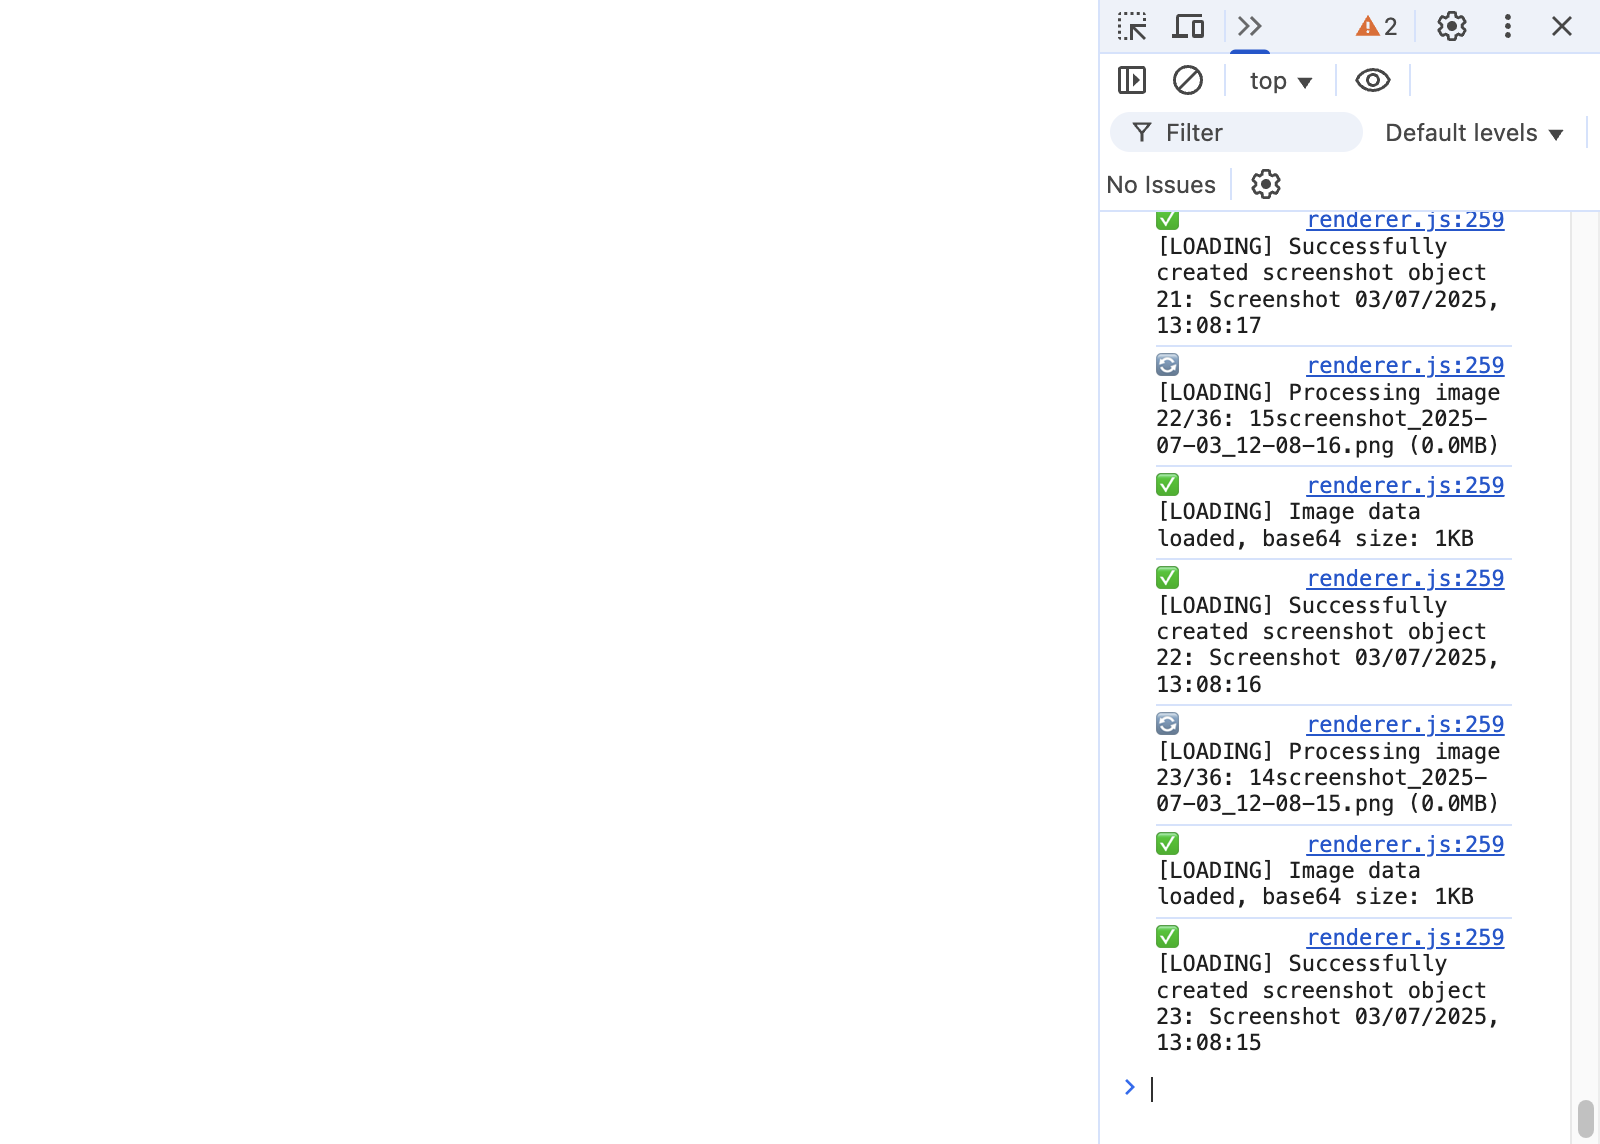 2
top
Filter
Default levels
No Issues
✅ renderer.js:259
[LOADING] Successfully
created screenshot object
21: Screenshot 03/07/2025,
13:08:17
🔄 renderer.js:259
[LOADING] Processing image
22/36: 15screenshot_2025-
07-03_12-08-16.png (0.0MB)
✅ renderer.js:259
[LOADING] Image data
loaded, base64 size: 1KB
✅ renderer.js:259
[LOADING] Successfully
created screenshot object
22: Screenshot 03/07/2025,
13:08:16
🔄 renderer.js:259
[LOADING] Processing image
23/36: 14screenshot_2025-
07-03_12-08-15.png (0.0MB)
✅ renderer.js:259
[LOADING] Image data
loaded, base64 size: 1KB
✅ renderer.js:259
[LOADING] Successfully
created screenshot object
23: Screenshot 03/07/2025,
13:08:15